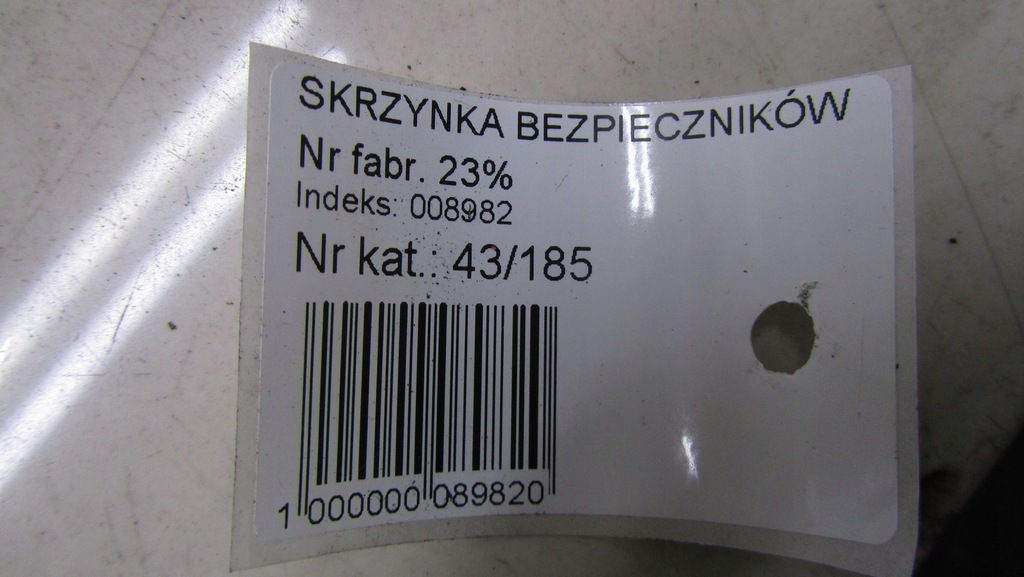 SKRZYNKA BEZPIECZNIKÓW
Nr fabr. 23%
Indeks: 008982
Nr kat.: 43/185
1 000000 089820